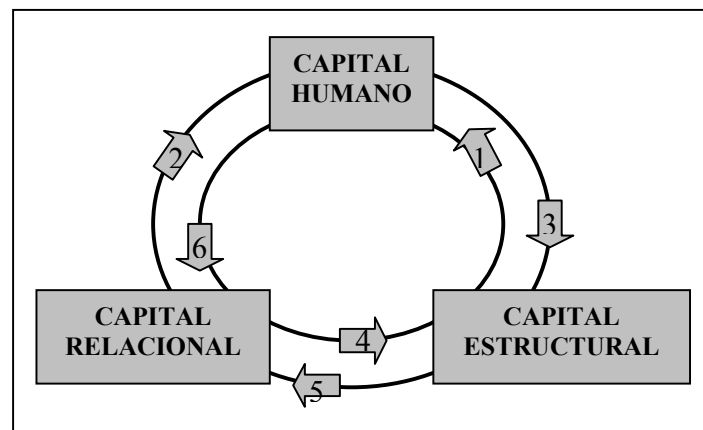 CAPITAL
HUMANO
2
1
3
6
CAPITAL
RELACIONAL
CAPITAL
ESTRUCTURAL
4
5